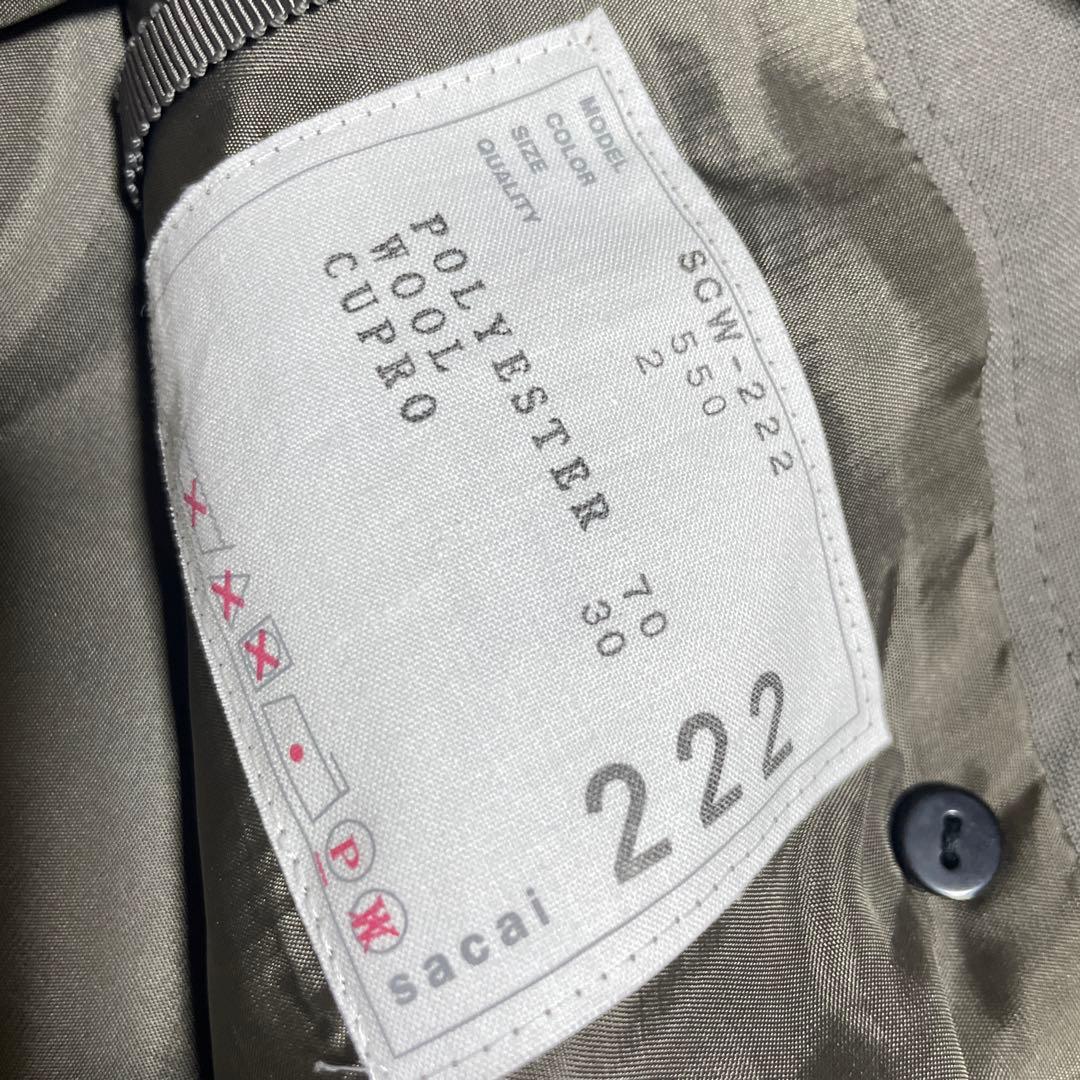 MODEL SCW-222
COLOR 550
SIZE 2
QUALITY
POLYESTER 70
WOOL 30
CUPRO
222
P W
sacai